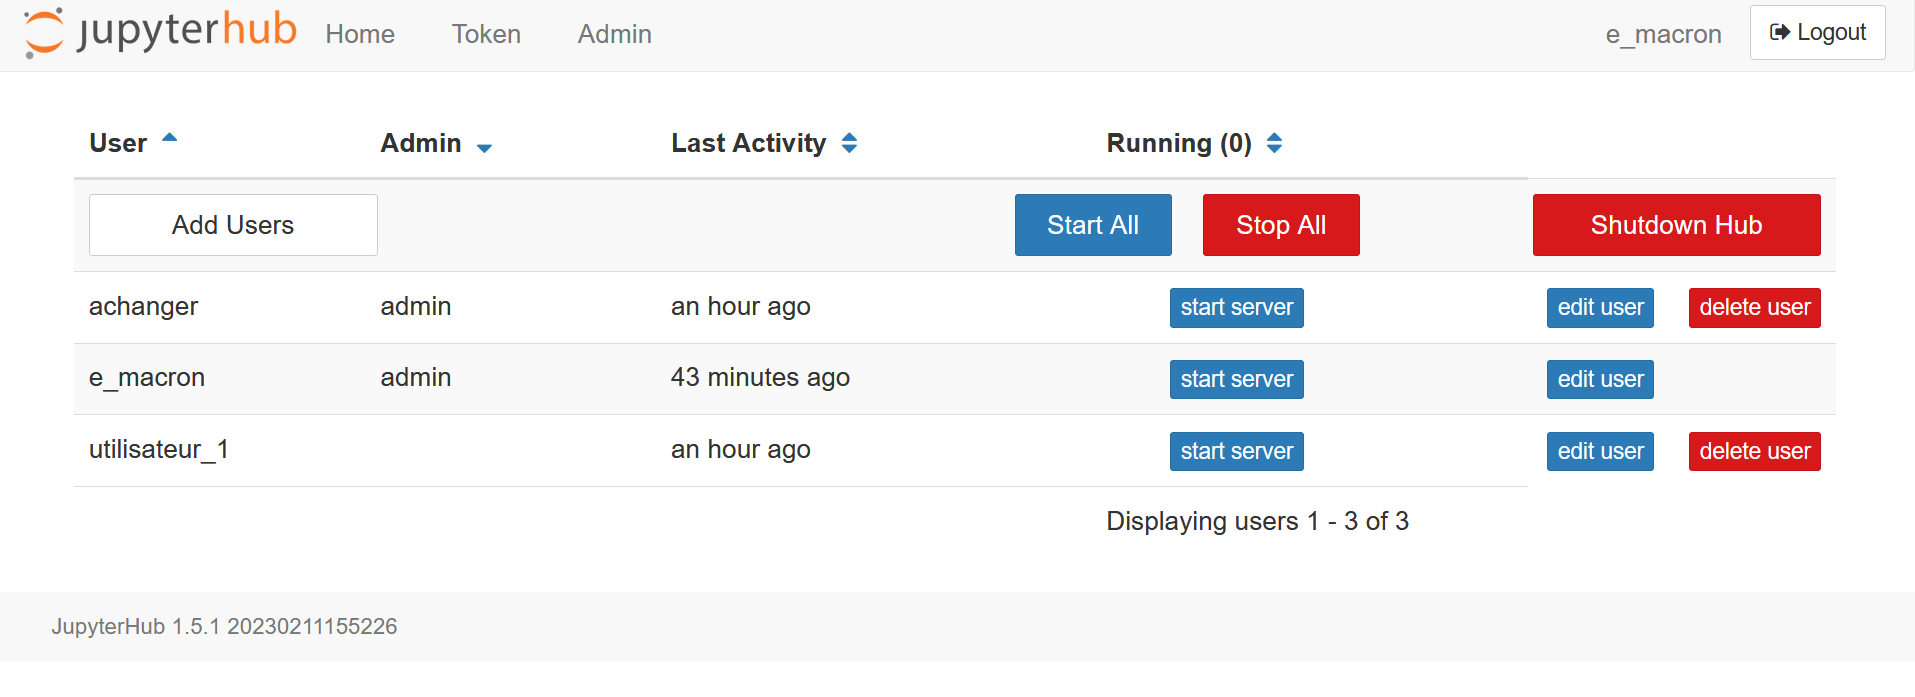 jupyterhub Home Token Admin e_macron Logout
User Admin Last Activity Running (0)
Add Users Start All Stop All Shutdown Hub
achanger admin an hour ago start server edit user delete user
e_macron admin 43 minutes ago start server edit user
utilisateur_1 an hour ago start server edit user delete user
Displaying users 1 - 3 of 3
JupyterHub 1.5.1 20230211155226